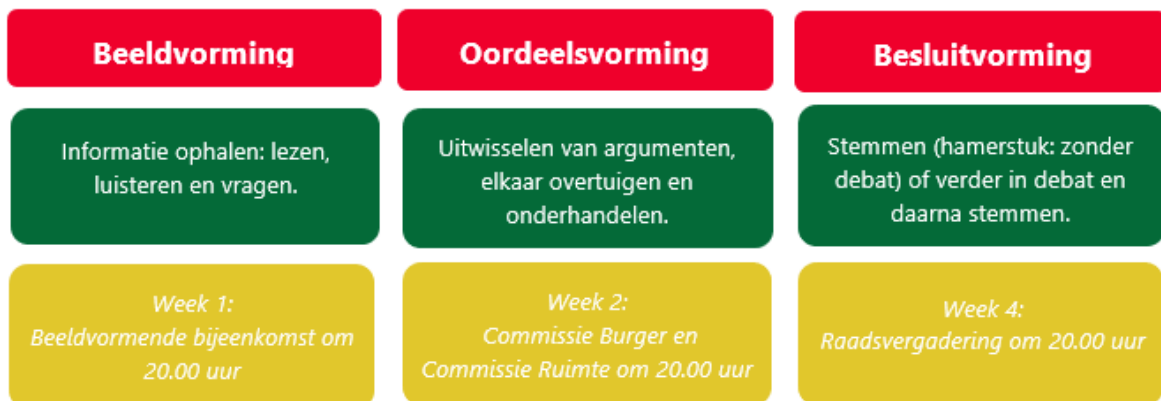 Beeldvorming
Oordeelsvorming
Besluitvorming
Informatie ophalen: lezen,
luisteren en vragen.
Uitwisselen van argumenten,
elkaar overtuigen en
onderhandelen.
Stemmen (hamerstuk: zonder
debat) of verder in debat en
daarna stemmen.
Week 1:
Beeldvormende bijeenkomst om
20.00 uur
Week 2:
Commissie Burger en
Commissie Ruimte om 20.00 uur
Week 4:
Raadsvergadering om 20.00 uur